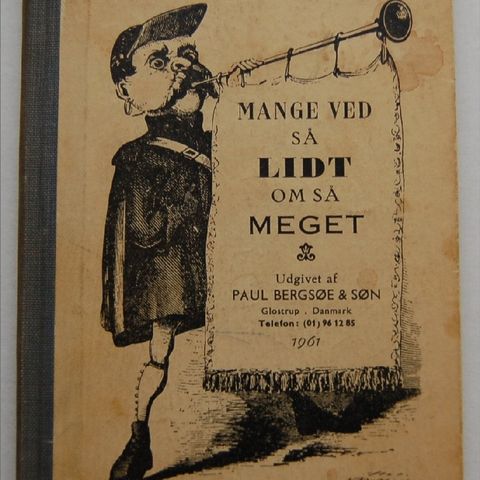 MANGE VED
SÅ
LIDT
OM SÅ
MEGET
Udgivet af
PAUL BERGSØE & SØN
Glostrup . Danmark
Telefon: (01) 96 12 85
1961